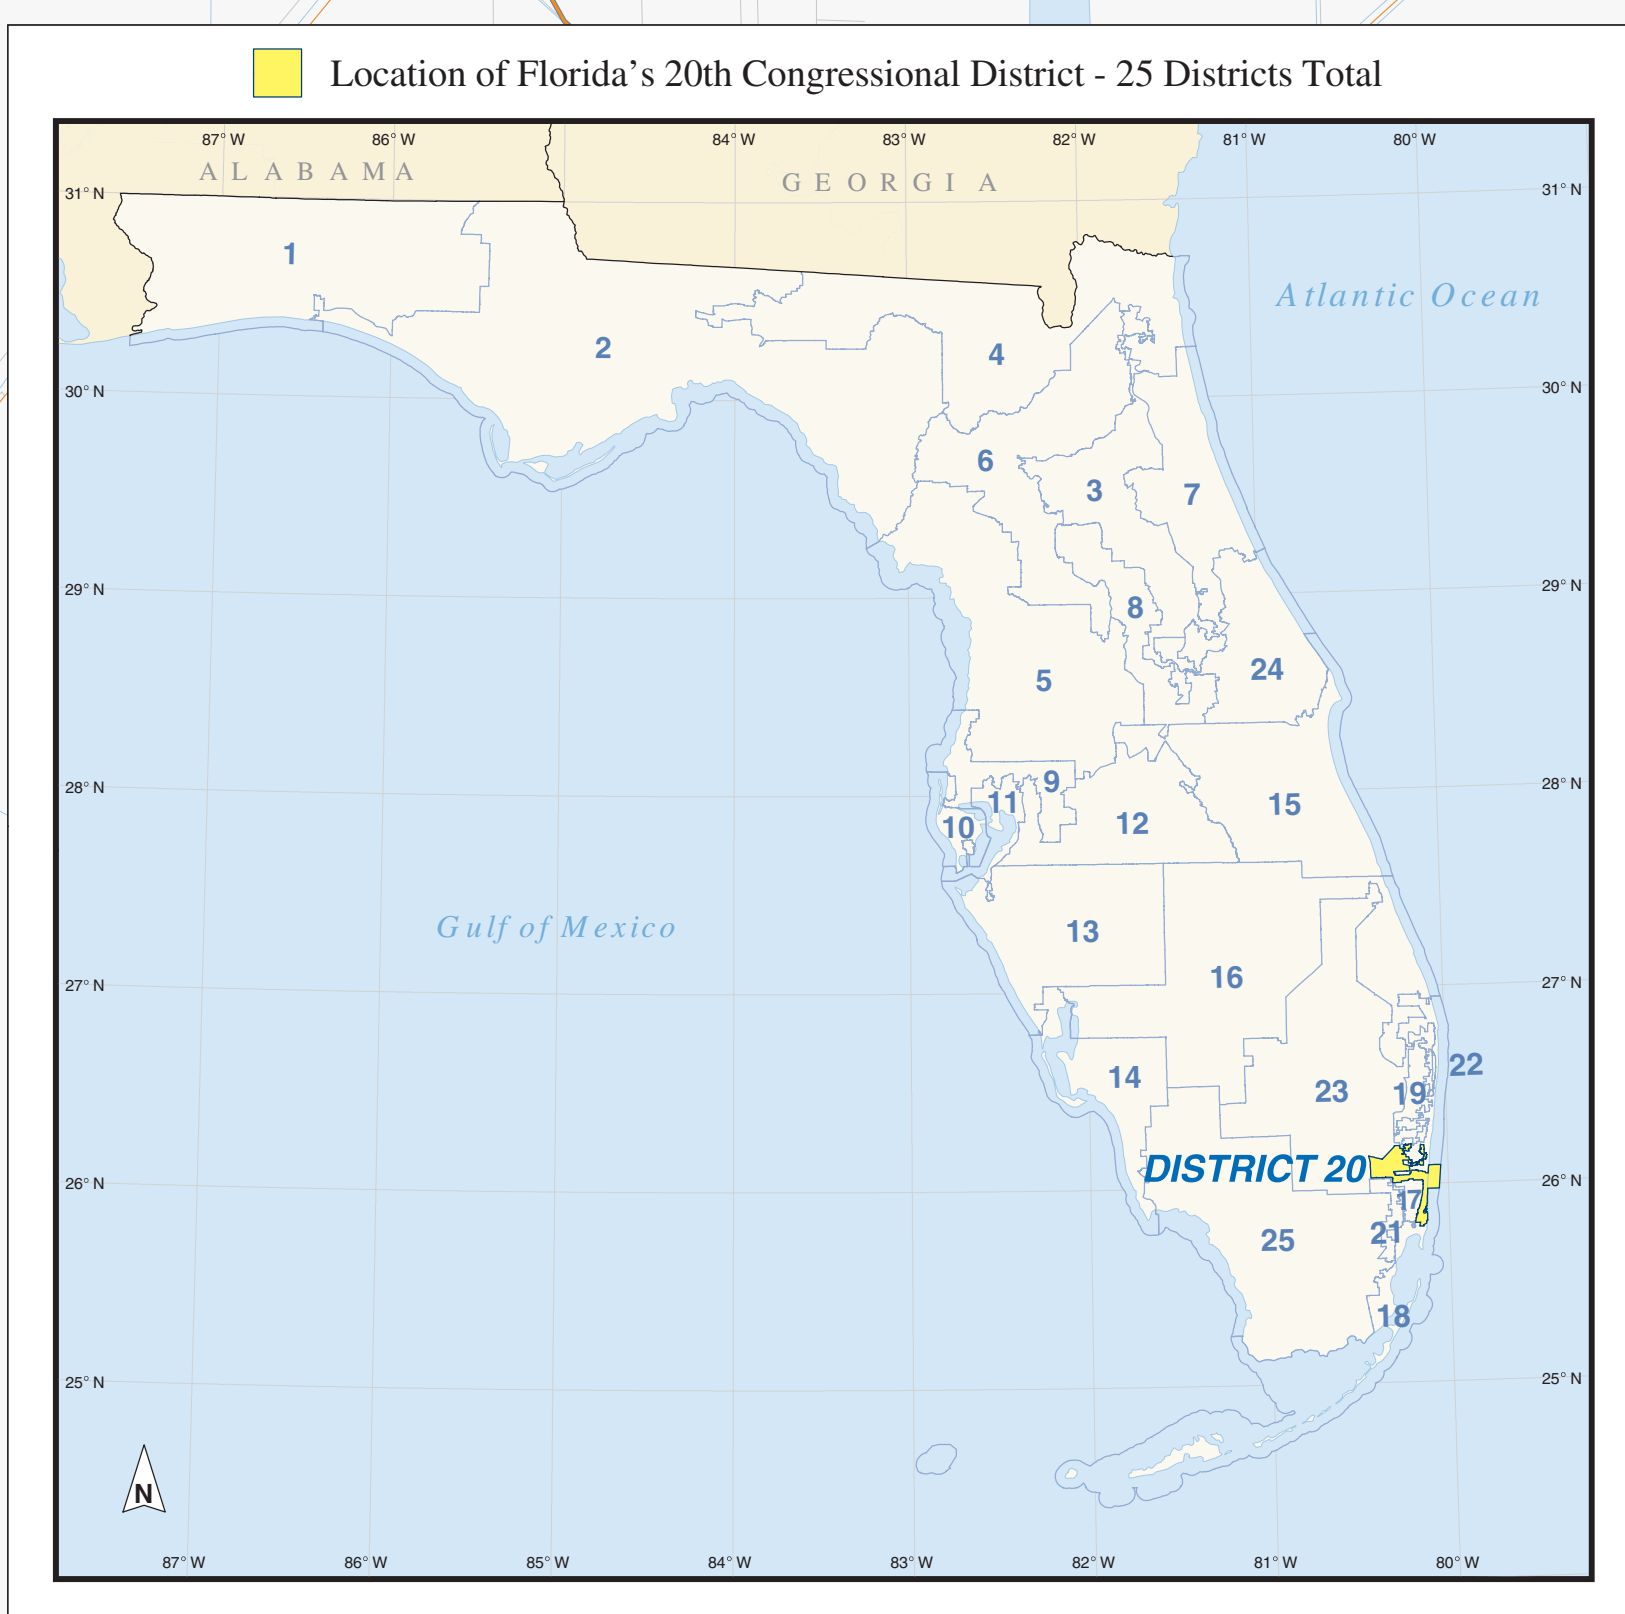 Location of Florida's 20th Congressional District - 25 Districts Total
87° W
86° W
84° W
83° W
82° W
81° W
80° W
ALABAMA
GEORGIA
31° N
31° N
1
Atlantic Ocean
2
4
30° N
30° N
6
3
7
29° N
29° N
8
5
24
28° N
28° N
9
11
15
10
12
Gulf of Mexico
13
16
27° N
27° N
22
14
23
19
DISTRICT 20
26° N
26° N
17
21
25
18
25° N
25° N
N
87° W
86° W
85° W
84° W
83° W
82° W
81° W
80° W